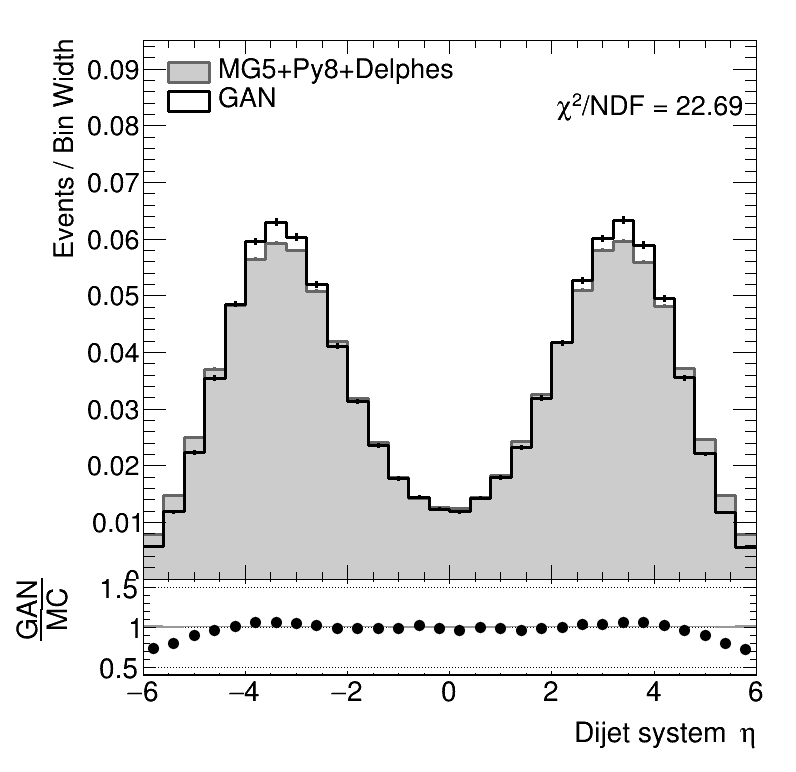 MG5+Py8+Delphes
GAN
χ²/NDF = 22.69
Events / Bin Width
0.09
0.08
0.07
0.06
0.05
0.04
0.03
0.02
0.01
0
GAN
MC
1.5
1
0.5
−6 −4 −2 0 2 4 6
Dijet system η